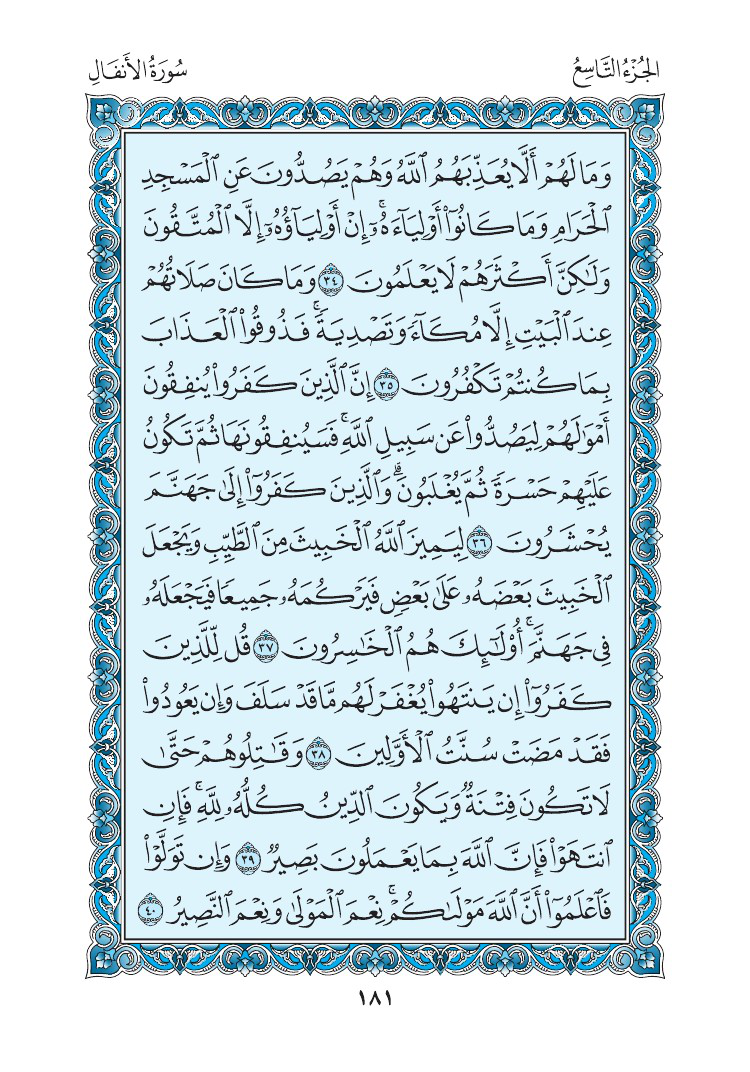 الجُزْءُ التَّاسِعُ
سُورَةُ الأَنفَالِ
وَمَا لَهُمْ أَلَّا يُعَذِّبَهُمُ ٱللَّهُ وَهُمْ يَصُدُّونَ عَنِ ٱلْمَسْجِدِ
ٱلْحَرَامِ وَمَا كَانُوٓا۟ أَوْلِيَآءَهُۥٓ ۚ إِنْ أَوْلِيَآؤُهُۥٓ إِلَّا ٱلْمُتَّقُونَ
وَلَٰكِنَّ أَكْثَرَهُمْ لَا يَعْلَمُونَ ٣٤ وَمَا كَانَ صَلَاتُهُمْ
عِندَ ٱلْبَيْتِ إِلَّا مُكَآءً وَتَصْدِيَةً ۚ فَذُوقُوا۟ ٱلْعَذَابَ
بِمَا كُنتُمْ تَكْفُرُونَ ٣٥ إِنَّ ٱلَّذِينَ كَفَرُوا۟ يُنفِقُونَ
أَمْوَٰلَهُمْ لِيَصُدُّوا۟ عَن سَبِيلِ ٱللَّهِ ۚ فَسَيُنفِقُونَهَا ثُمَّ تَكُونُ
عَلَيْهِمْ حَسْرَةً ثُمَّ يُغْلَبُونَ ۗ وَٱلَّذِينَ كَفَرُوٓا۟ إِلَىٰ جَهَنَّمَ
يُحْشَرُونَ ٣٦ لِيَمِيزَ ٱللَّهُ ٱلْخَبِيثَ مِنَ ٱلطَّيِّبِ وَيَجْعَلَ
ٱلْخَبِيثَ بَعْضَهُۥ عَلَىٰ بَعْضٍ فَيَرْكُمَهُۥ جَمِيعًا فَيَجْعَلَهُۥ
فِى جَهَنَّمَ ۚ أُو۟لَٰٓئِكَ هُمُ ٱلْخَٰسِرُونَ ٣٧ قُل لِّلَّذِينَ
كَفَرُوٓا۟ إِن يَنتَهُوا۟ يُغْفَرْ لَهُم مَّا قَدْ سَلَفَ وَإِن يَعُودُوا۟
فَقَدْ مَضَتْ سُنَّتُ ٱلْأَوَّلِينَ ٣٨ وَقَٰتِلُوهُمْ حَتَّىٰ
لَا تَكُونَ فِتْنَةٌ وَيَكُونَ ٱلدِّينُ كُلُّهُۥ لِلَّهِ ۚ فَإِنِ
ٱنتَهَوْا۟ فَإِنَّ ٱللَّهَ بِمَا يَعْمَلُونَ بَصِيرٌ ٣٩ وَإِن تَوَلَّوْا۟
فَٱعْلَمُوٓا۟ أَنَّ ٱللَّهَ مَوْلَىٰكُمْ ۚ نِعْمَ ٱلْمَوْلَىٰ وَنِعْمَ ٱلنَّصِيرُ ٤٠
١٨١